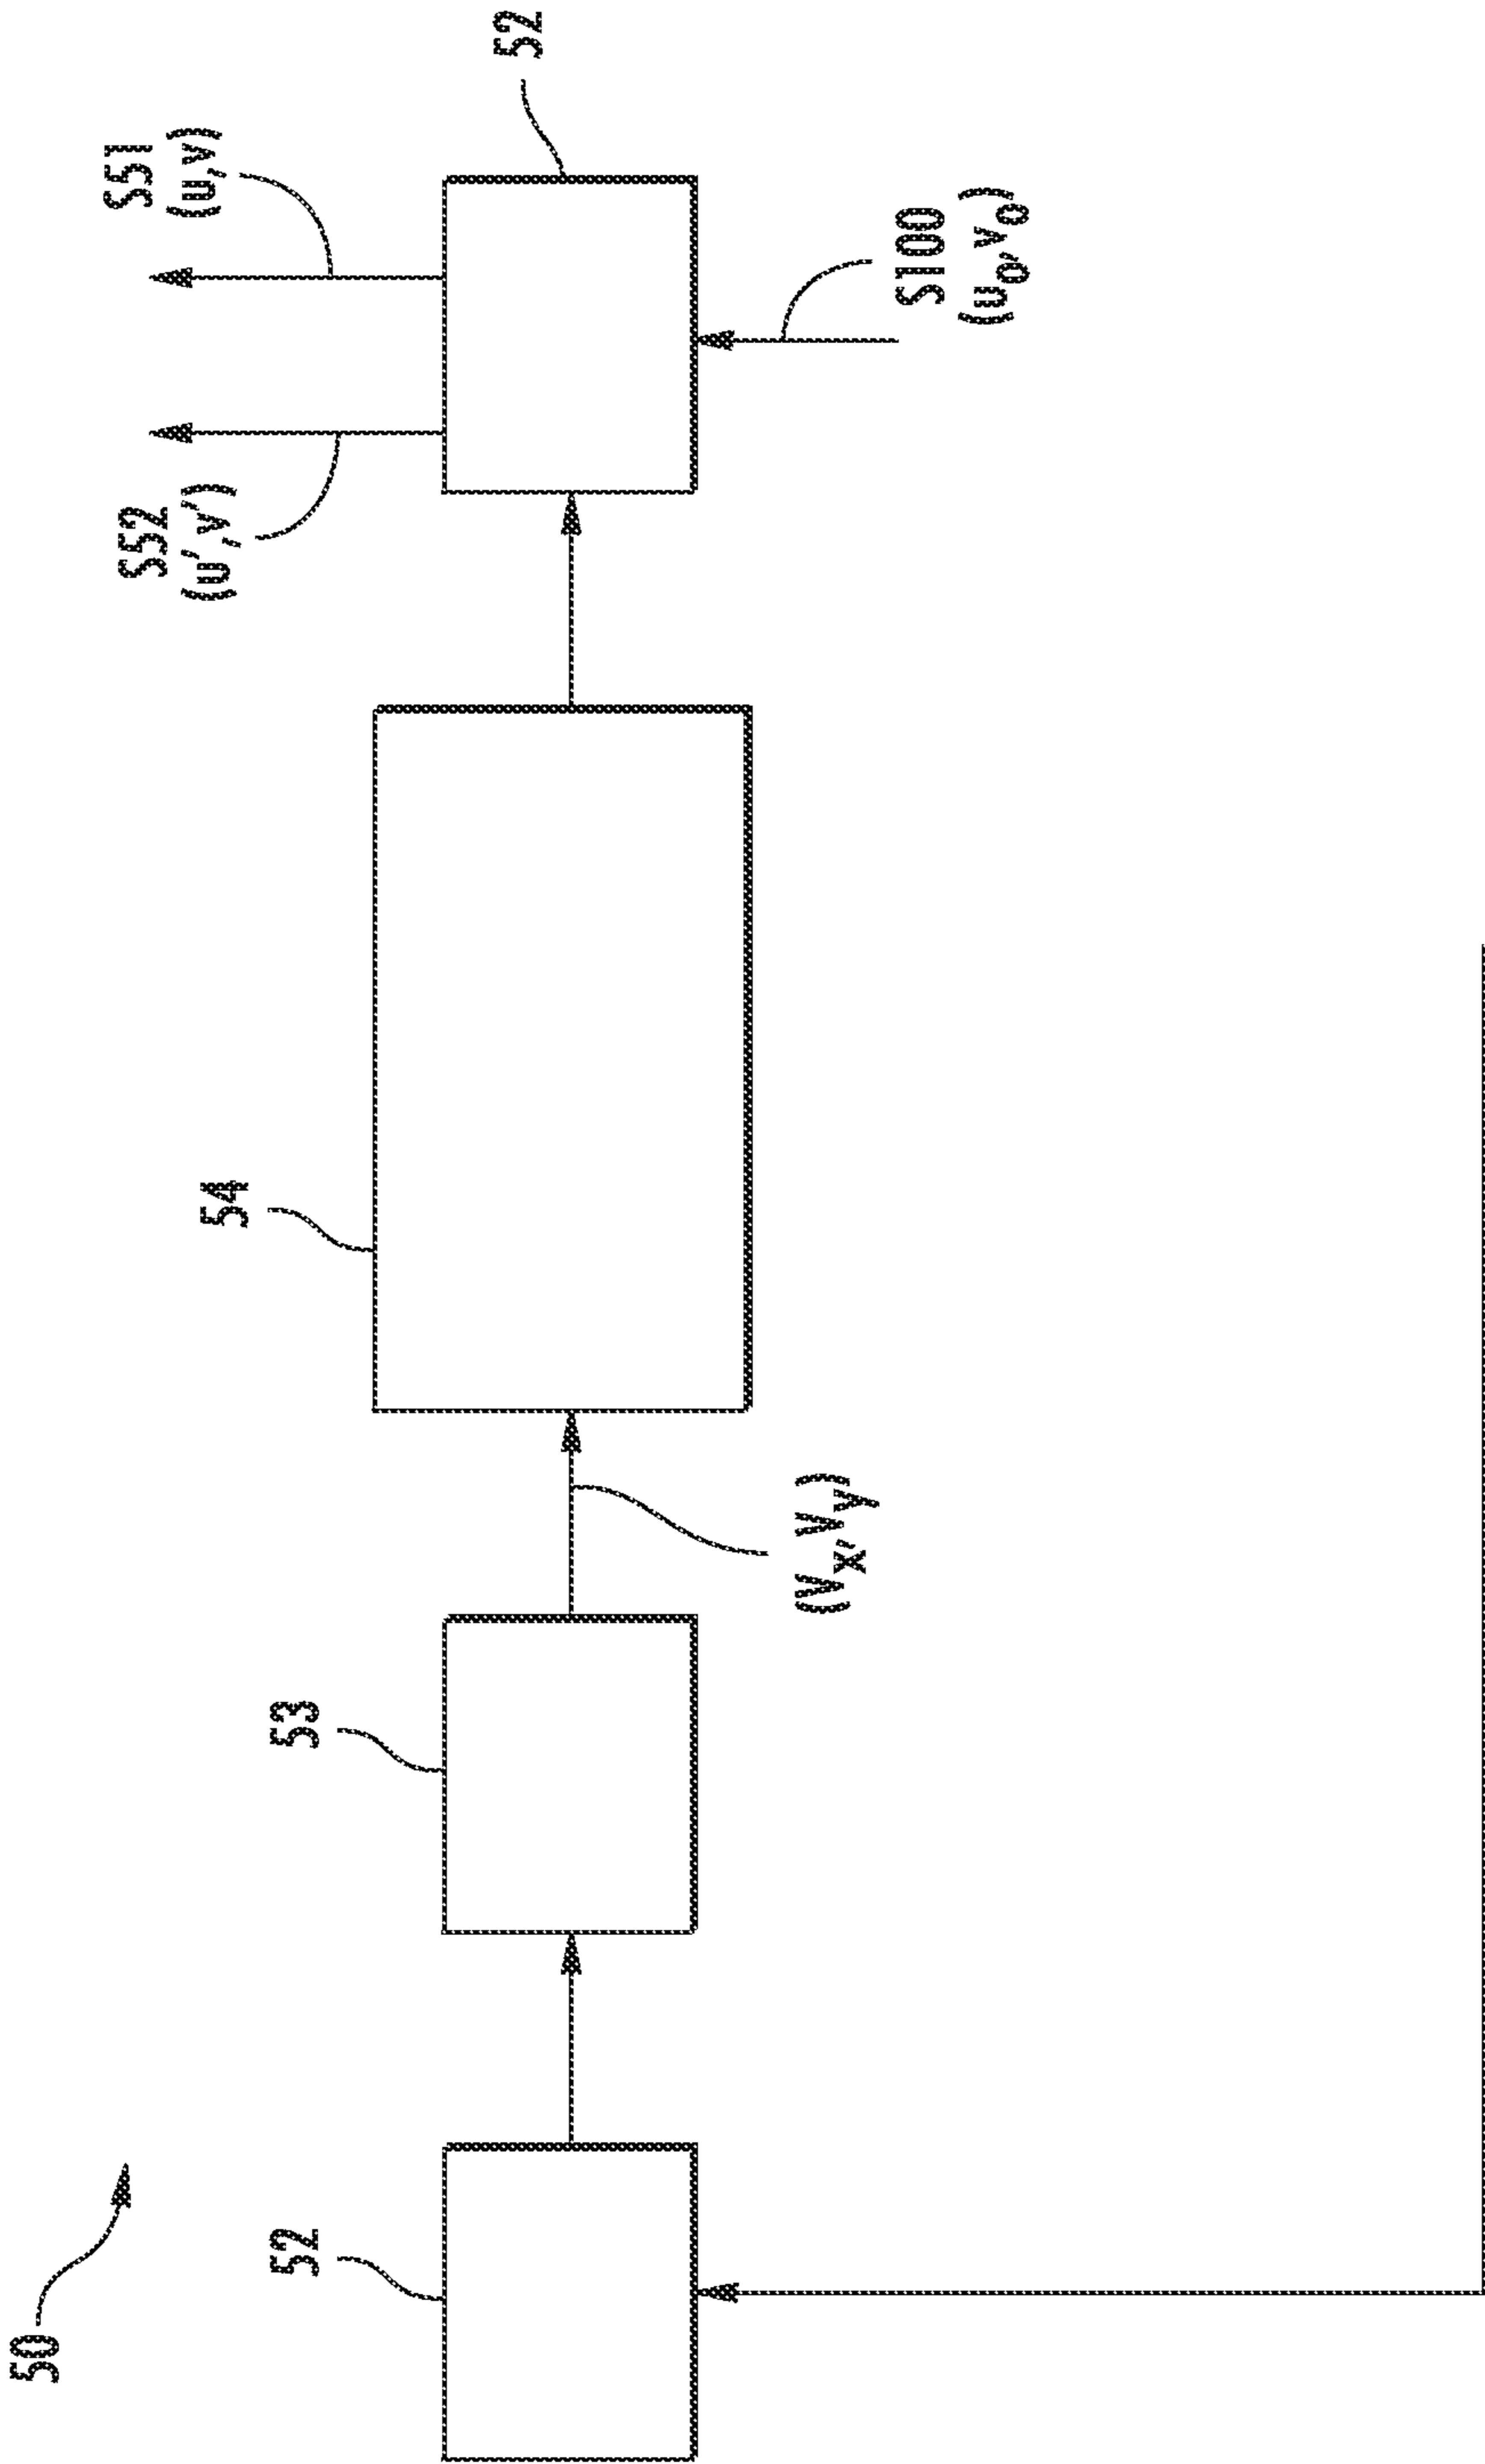 50
S51
(u,v)
S52
(u',v')
54
52
53
52
(Vx,Vy)
S100
(u0,v0)